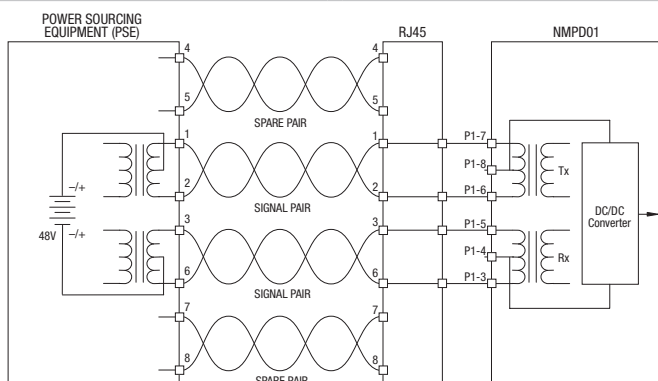 POWER SOURCING
EQUIPMENT (PSE)
RJ45
NMPD01
4
4
5
5
SPARE PAIR
1
1
P1-7
P1-8
Tx
–/+
2
2
P1-6
SIGNAL PAIR
DC/DC
Converter
48V
–/+
3
3
P1-5
P1-4
Rx
6
6
P1-3
SIGNAL PAIR
7
7
8
8
SPARE PAIR